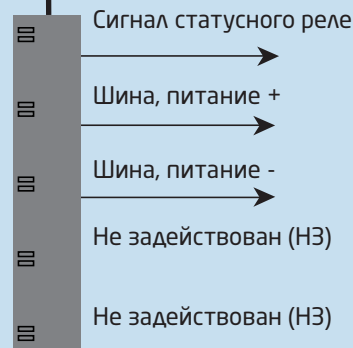 Сигнал статусного реле
Шина, питание +
Шина, питание -
Не задействован (НЗ)
Не задействован (НЗ)